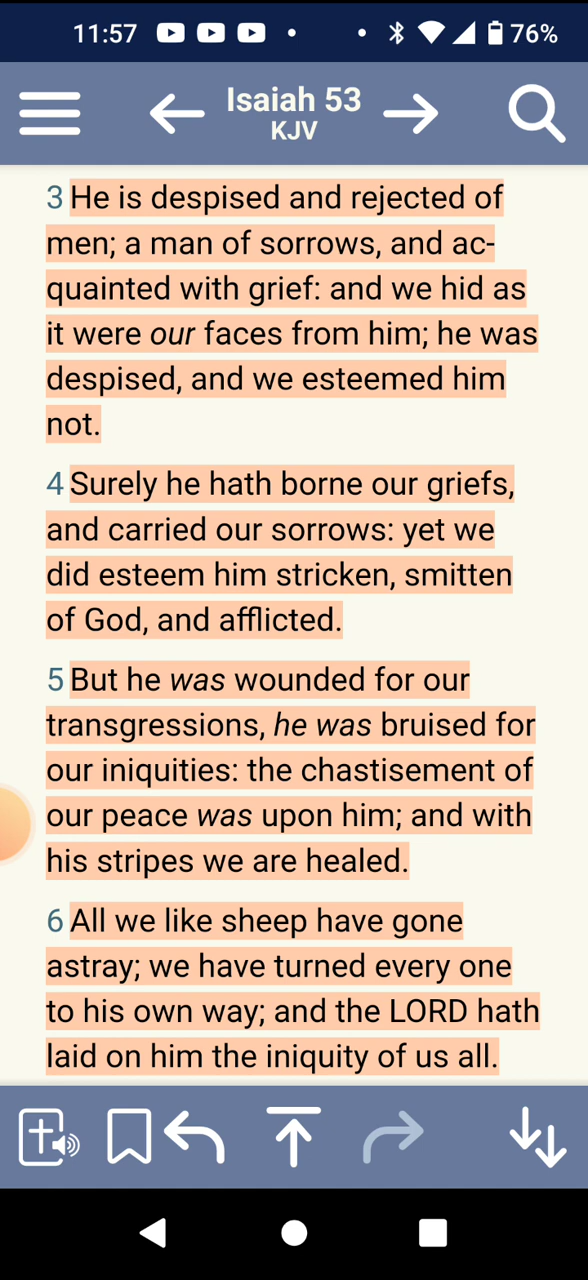 11:57
76%
Isaiah 53
KJV
3 He is despised and rejected of
men; a man of sorrows, and ac-
quainted with grief: and we hid as
it were our faces from him; he was
despised, and we esteemed him
not.
4 Surely he hath borne our griefs,
and carried our sorrows: yet we
did esteem him stricken, smitten
of God, and afflicted.
5 But he was wounded for our
transgressions, he was bruised for
our iniquities: the chastisement of
our peace was upon him; and with
his stripes we are healed.
6 All we like sheep have gone
astray; we have turned every one
to his own way; and the LORD hath
laid on him the iniquity of us all.